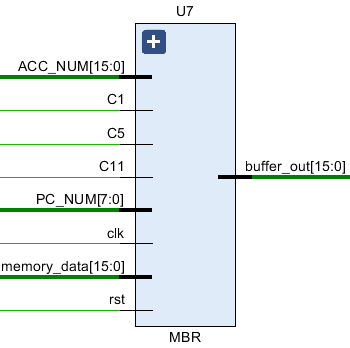 U7
ACC_NUM[15:0]
C1
C5
C11
buffer_out[15:0]
PC_NUM[7:0]
clk
memory_data[15:0]
rst
MBR